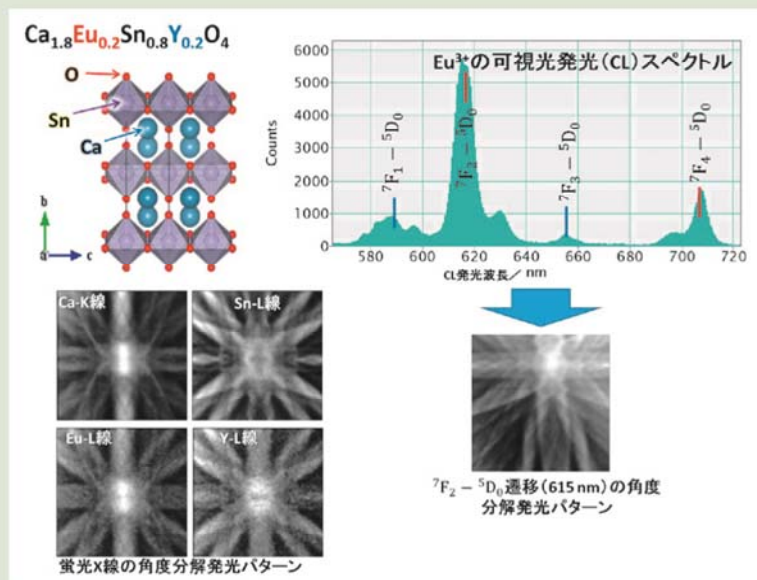 Ca1.8Eu0.2Sn0.8Y0.2O4
O
Sn
Ca
b
a
c
Eu3+の可視光発光(CL)スペクトル
Counts
6000
5000
4000
3000
2000
1000
0
7F1 − 5D0
7F2 − 5D0
7F3 − 5D0
7F4 − 5D0
580
600
620
640
660
680
700
720
CL発光波長／ nm
Ca-K線
Sn-L線
Eu-L線
Y-L線
蛍光X線の角度分解発光パターン
7F2 − 5D0遷移(615 nm)の角度
分解発光パターン